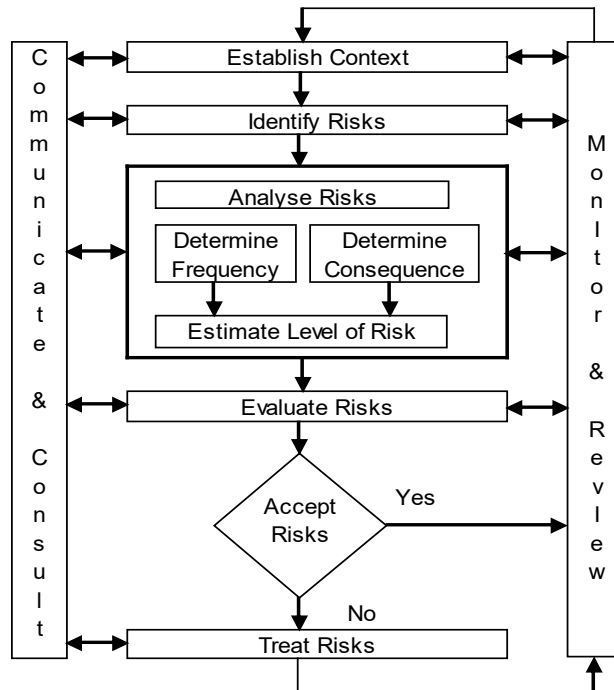 Communicate & Consult
Establish Context
Identify Risks
Analyse Risks
Determine
Frequency
Determine
Consequence
Estimate Level of Risk
Evaluate Risks
Accept
Risks
Yes
No
Treat Risks
MonItor & RevIew